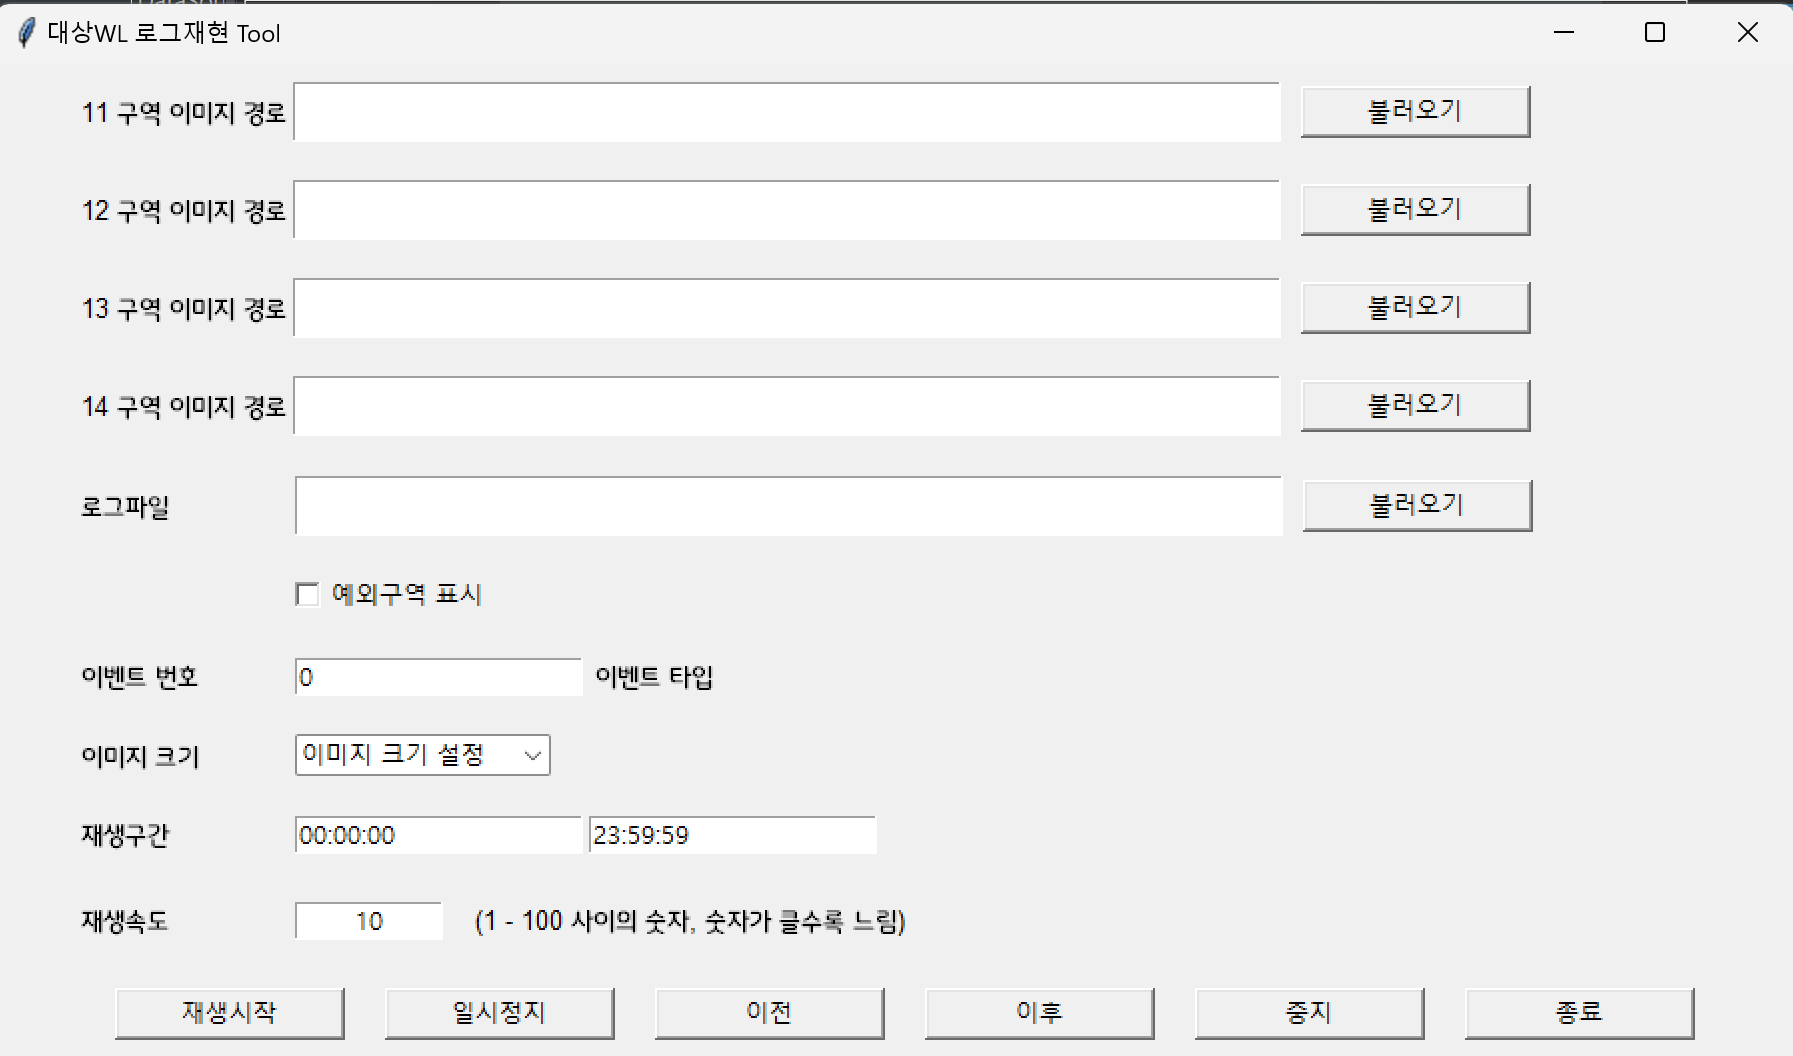 대상WL 로그재현 Tool
11 구역 이미지 경로 불러오기
12 구역 이미지 경로 불러오기
13 구역 이미지 경로 불러오기
14 구역 이미지 경로 불러오기
로그파일 불러오기
예외구역 표시
이벤트 번호 0 이벤트 타입
이미지 크기 이미지 크기 설정
재생구간 00:00:00 23:59:59
재생속도 10 (1 - 100 사이의 숫자, 숫자가 클수록 느림)
재생시작 일시정지 이전 이후 중지 종료